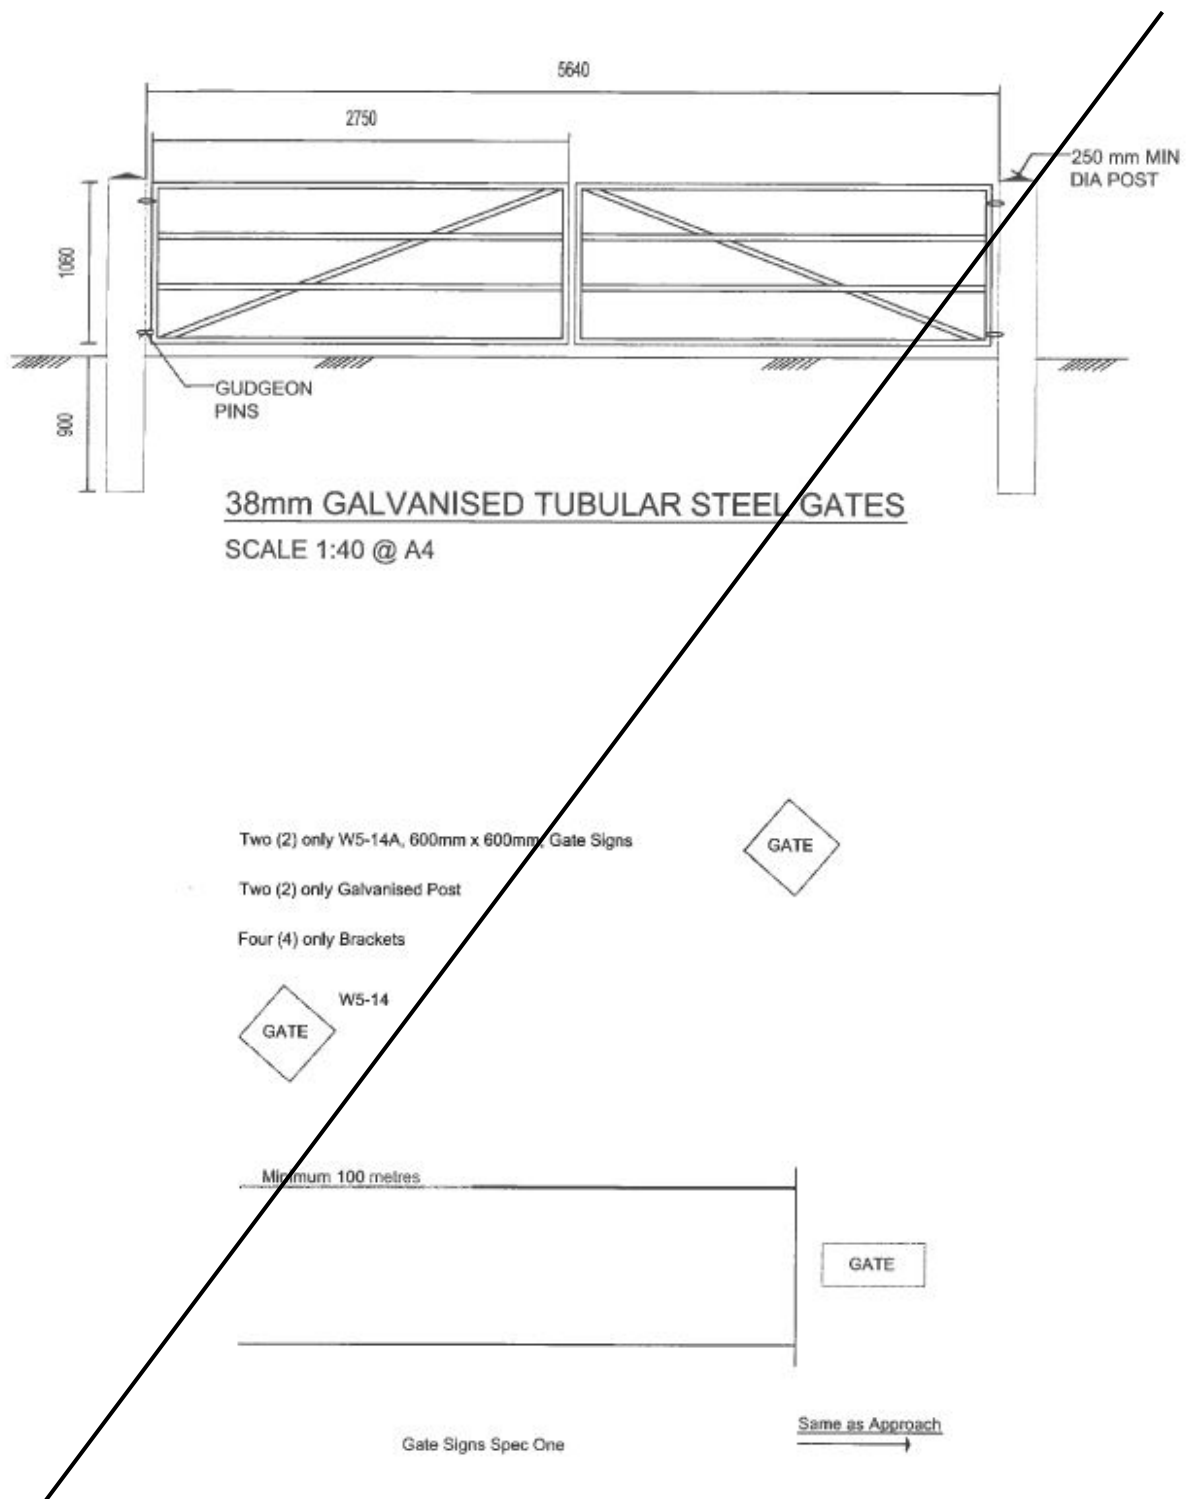 5640
2750
250 mm MIN
DIA POST
1060
GUDGEON
PINS
900
38mm GALVANISED TUBULAR STEEL GATES
SCALE 1:40 @ A4
Two (2) only W5-14A, 600mm x 600mm, Gate Signs
GATE
Two (2) only Galvanised Post
Four (4) only Brackets
W5-14
GATE
Minimum 100 metres
GATE
Same as Approach
Gate Signs Spec One